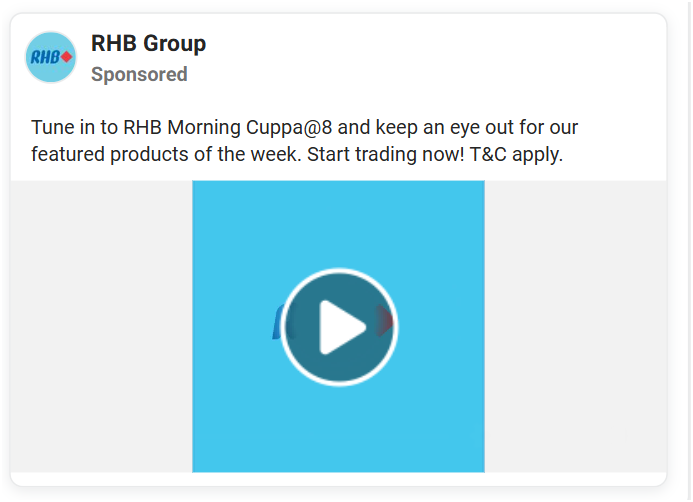 RHB Group
RHB
Sponsored
Tune in to RHB Morning Cuppa@8 and keep an eye out for our
featured products of the week. Start trading now! T&C apply.